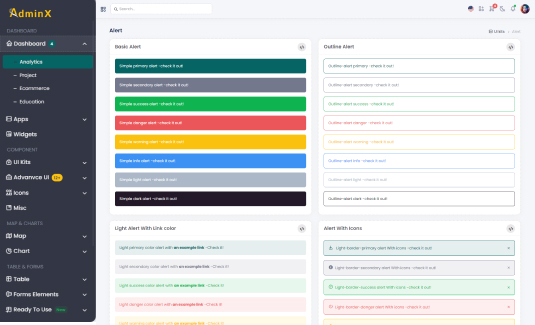 AdminX
Search...
DASHBOARD
Dashboard 4
Analytics
Project
Ecommerce
Education
Apps
Widgets
COMPONENT
UI Kits
Advance UI
Icons
Misc
MAP & CHARTS
Map
Chart
TABLE & FORMS
Table
Forms Elements
Ready To Use
Alert
Basic Alert
Simple primary alert -check it out!
Simple secondary alert -check it out!
Simple success alert -check it out!
Simple danger alert -check it out!
Simple warning alert -check it out!
Simple info alert -check it out!
Simple light alert -check it out!
Simple dark alert -check it out!
Outline Alert
Outline alert primary -check it out!
Outline alert secondary -check it out!
Outline alert success -check it out!
Outline alert danger -check it out!
Outline alert warning -check it out!
Outline alert info -check it out!
Outline alert light -check it out!
Outline alert dark -check it out!
Light Alert With Link color
Light primary color alert with an example link -Check it!
Light secondary color alert with an example link -Check it!
Light success color alert with an example link -Check it!
Light danger color alert with an example link -Check it!
Light warning color alert with an example link -Check it!
Alert With Icons
Light-border-primary alert With icons -check it out!
Light-border-secondary alert With icons -check it out!
Light-border-success alert With icons -check it out!
Light-border-danger alert With icons -check it out!